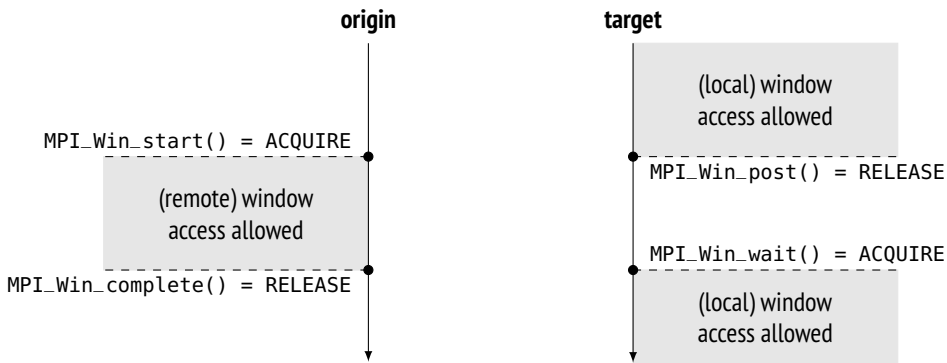 origin
target
(local) window
access allowed
MPI_Win_start() = ACQUIRE
MPI_Win_post() = RELEASE
(remote) window
access allowed
MPI_Win_wait() = ACQUIRE
MPI_Win_complete() = RELEASE
(local) window
access allowed